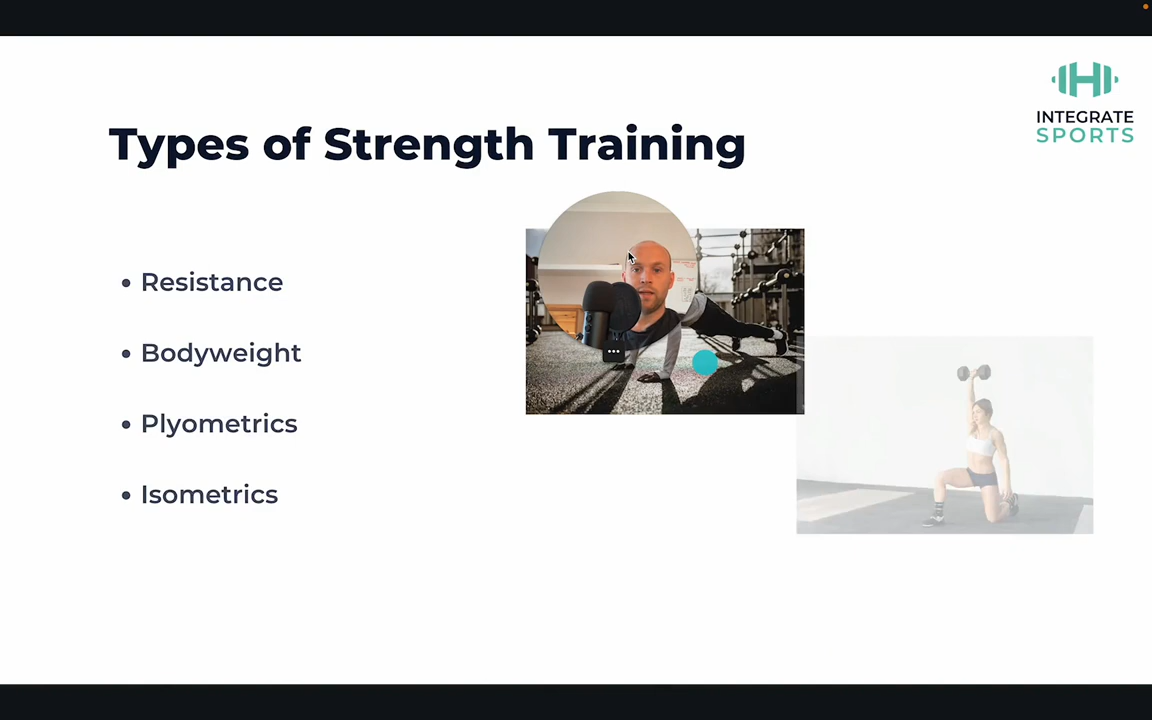 INTEGRATE
SPORTS
Types of Strength Training
Resistance
Bodyweight
Plyometrics
Isometrics